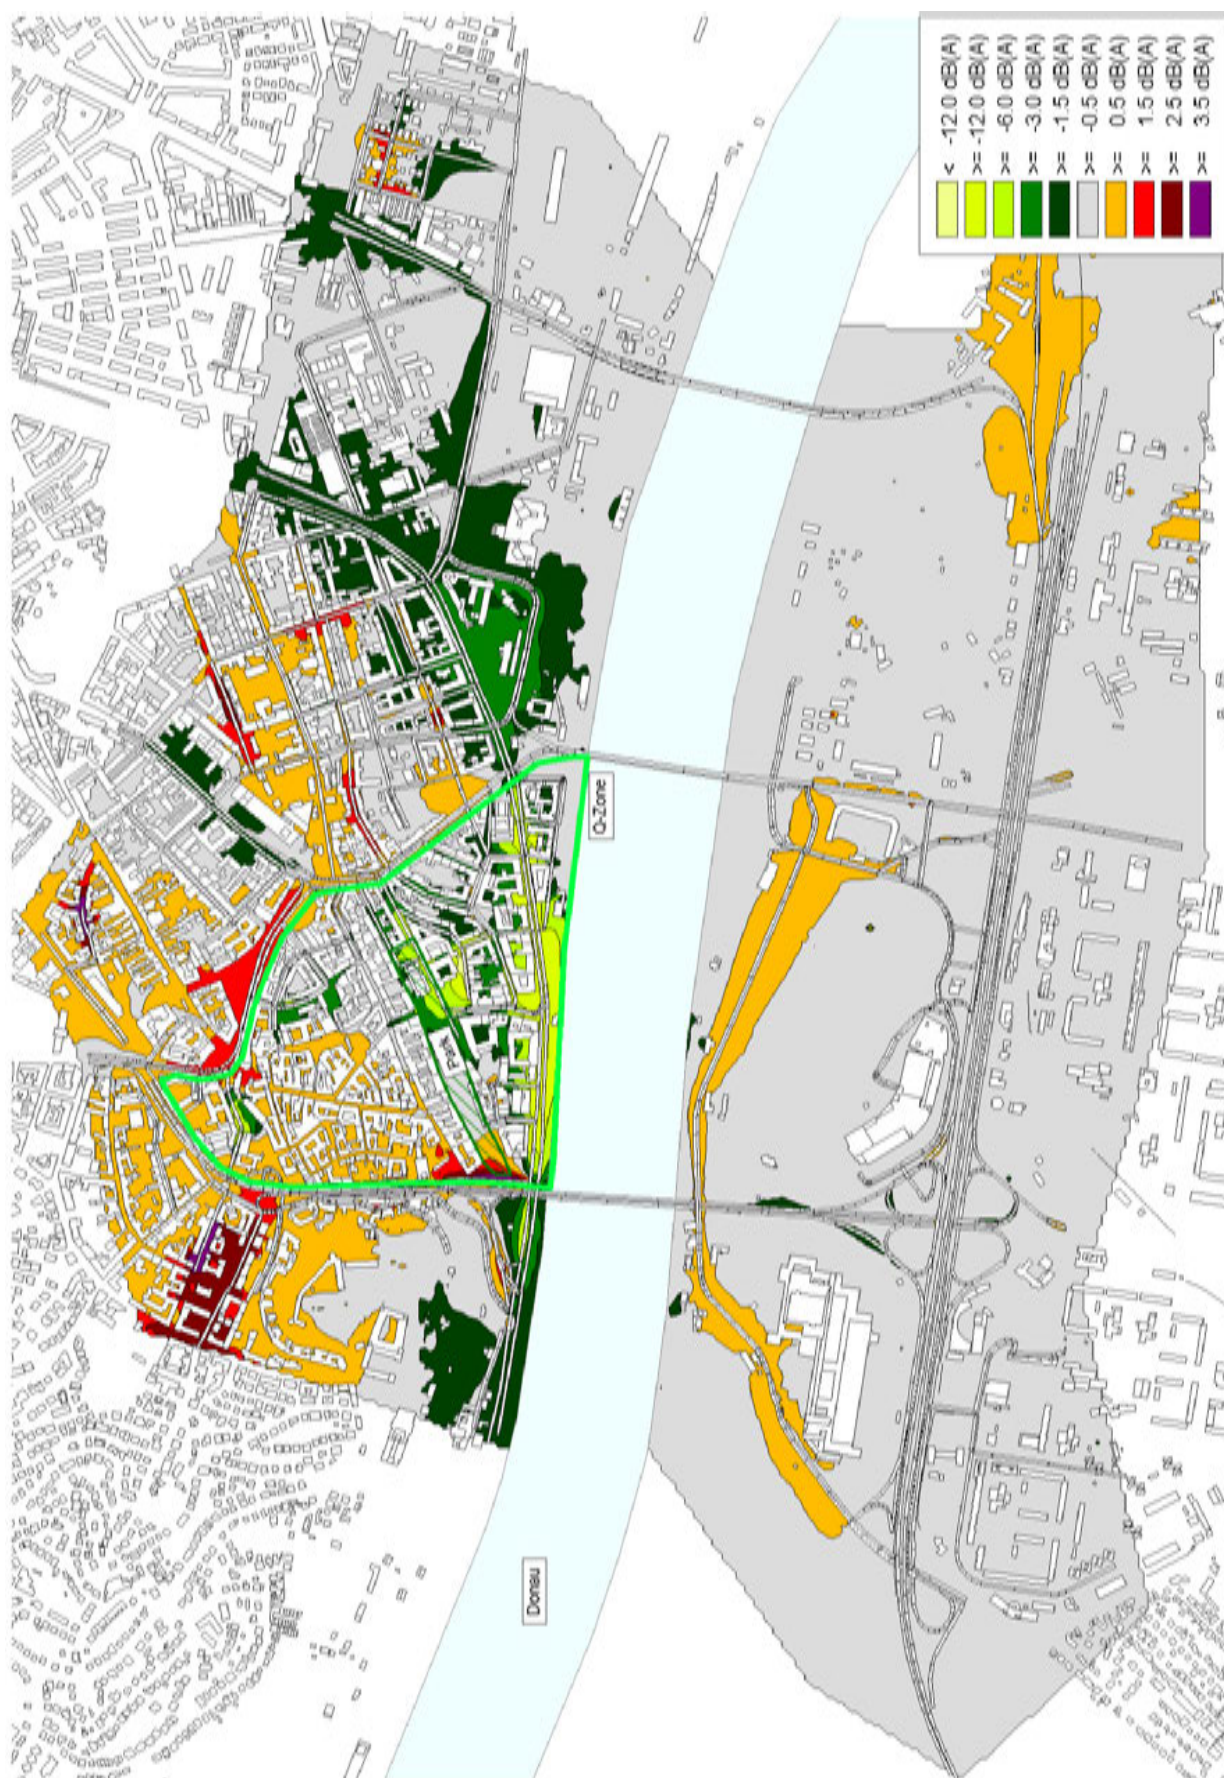 < -12.0 dB(A)
>= -12.0 dB(A)
>= -6.0 dB(A)
>= -3.0 dB(A)
>= -1.5 dB(A)
>= -0.5 dB(A)
>= 0.5 dB(A)
>= 1.5 dB(A)
>= 2.5 dB(A)
>= 3.5 dB(A)
Q-Zone
Park
Donau